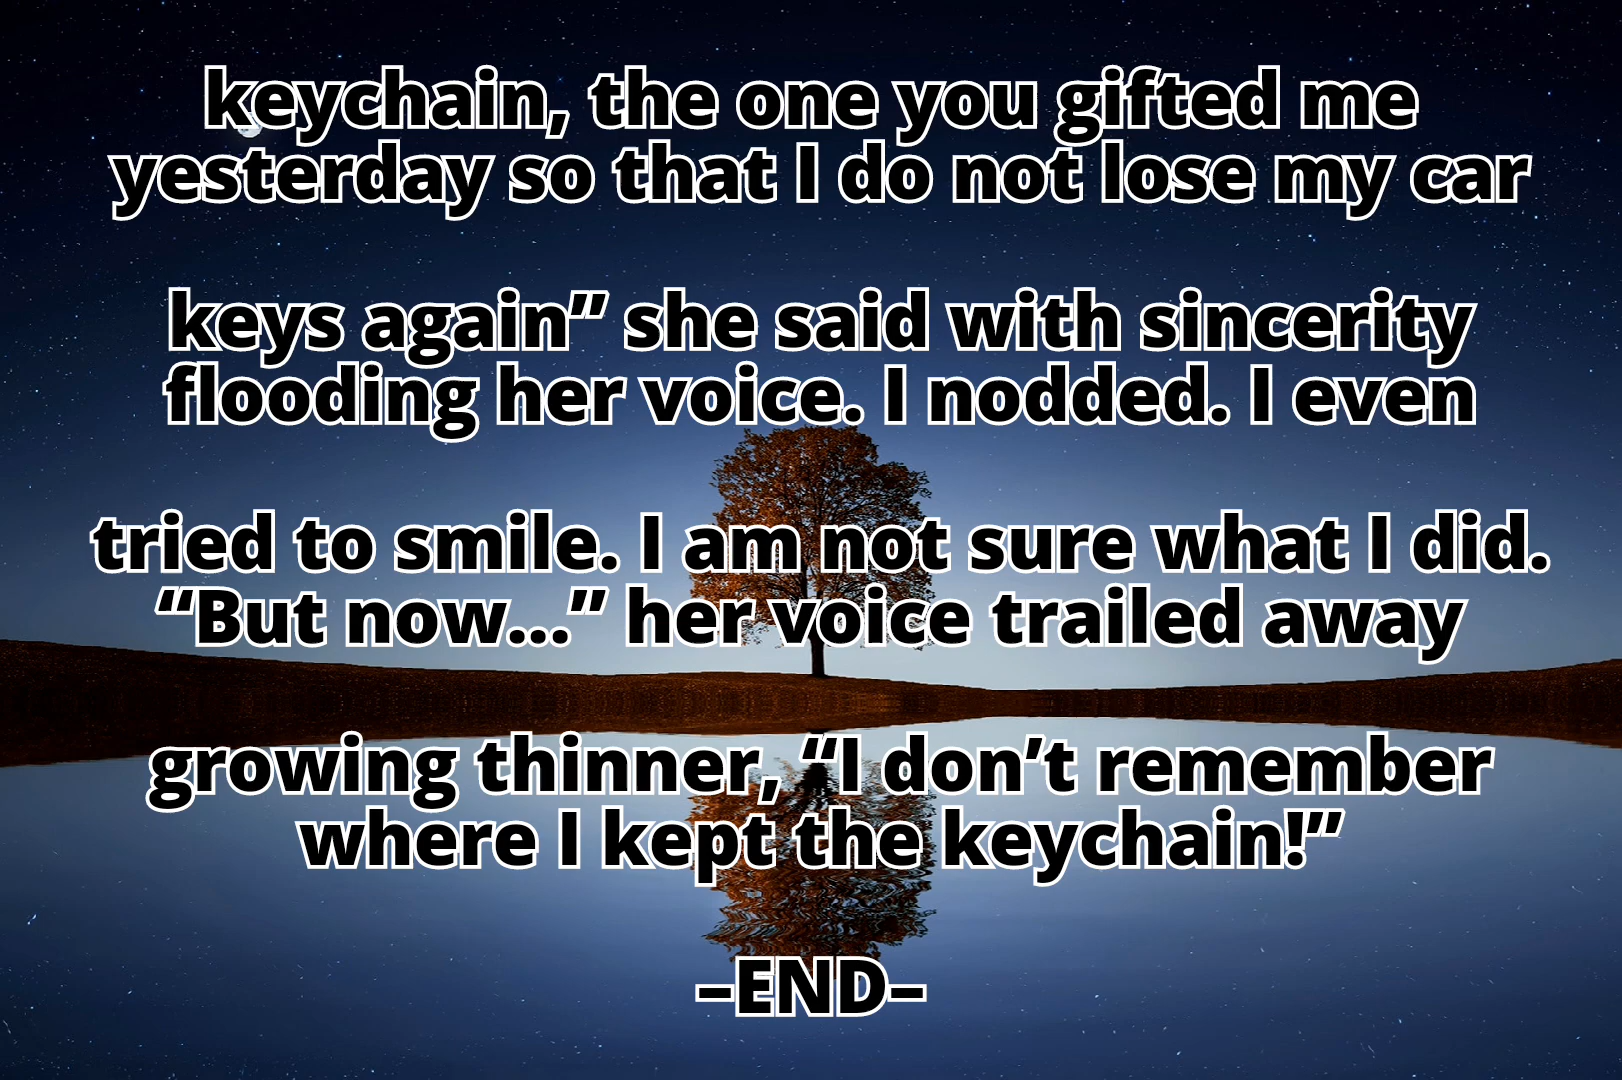 keychain, the one you gifted me
yesterday so that I do not lose my car
keys again” she said with sincerity
flooding her voice. I nodded. I even
tried to smile. I am not sure what I did.
“But now...” her voice trailed away
growing thinner, “I don’t remember
where I kept the keychain!”
–END–